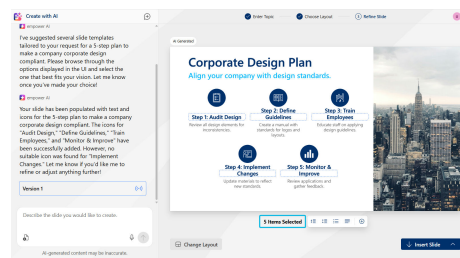 Create with AI
empower AI
I've suggested several slide templates
tailored to your request for a 5-step plan to
make a company corporate design
compliant. Please browse through the
options displayed in the UI and select the
one that best fits your vision. Let me know
once you've made your choice!
empower AI
Your slide has been populated with text and
icons for the 5-step plan to make a company
corporate design compliant. The icons for
"Audit Design," "Define Guidelines," "Train
Employees," and "Monitor & Improve" have
been successfully added. However, no
suitable icon was found for "Implement
Changes." Let me know if you'd like me to
refine or adjust anything further!
Version 1
Describe the slide you would like to create.
AI-generated content may be inaccurate.
Enter Topic
Choose Layout
3 Refine Slide
AI Generated
Corporate Design Plan
Align your company with design standards.
Step 1: Audit Design
Review all design elements for
inconsistencies.
Step 2: Define
Guidelines
Create a manual with
standards for logos and
layouts.
Step 3: Train
Employees
Educate staff on applying
design guidelines.
Step 4: Implement
Changes
Update materials to reflect
new standards.
Step 5: Monitor &
Improve
Review applications and
gather feedback.
5 Items Selected
Change Layout
Insert Slide